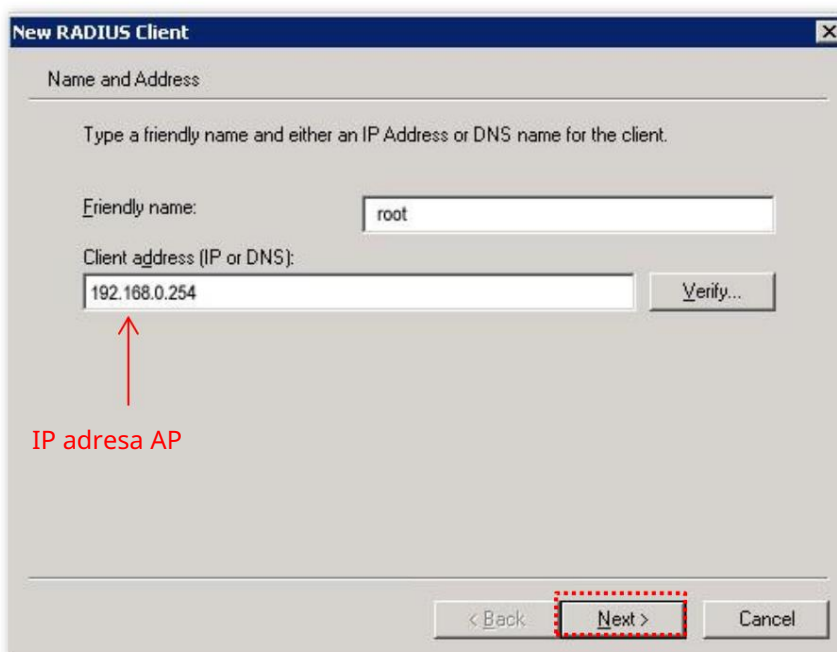 New RADIUS Client
Name and Address
Type a friendly name and either an IP Address or DNS name for the client.
Friendly name:
root
Client address (IP or DNS):
192.168.0.254
Verify...
IP adresa AP
< Back
Next >
Cancel